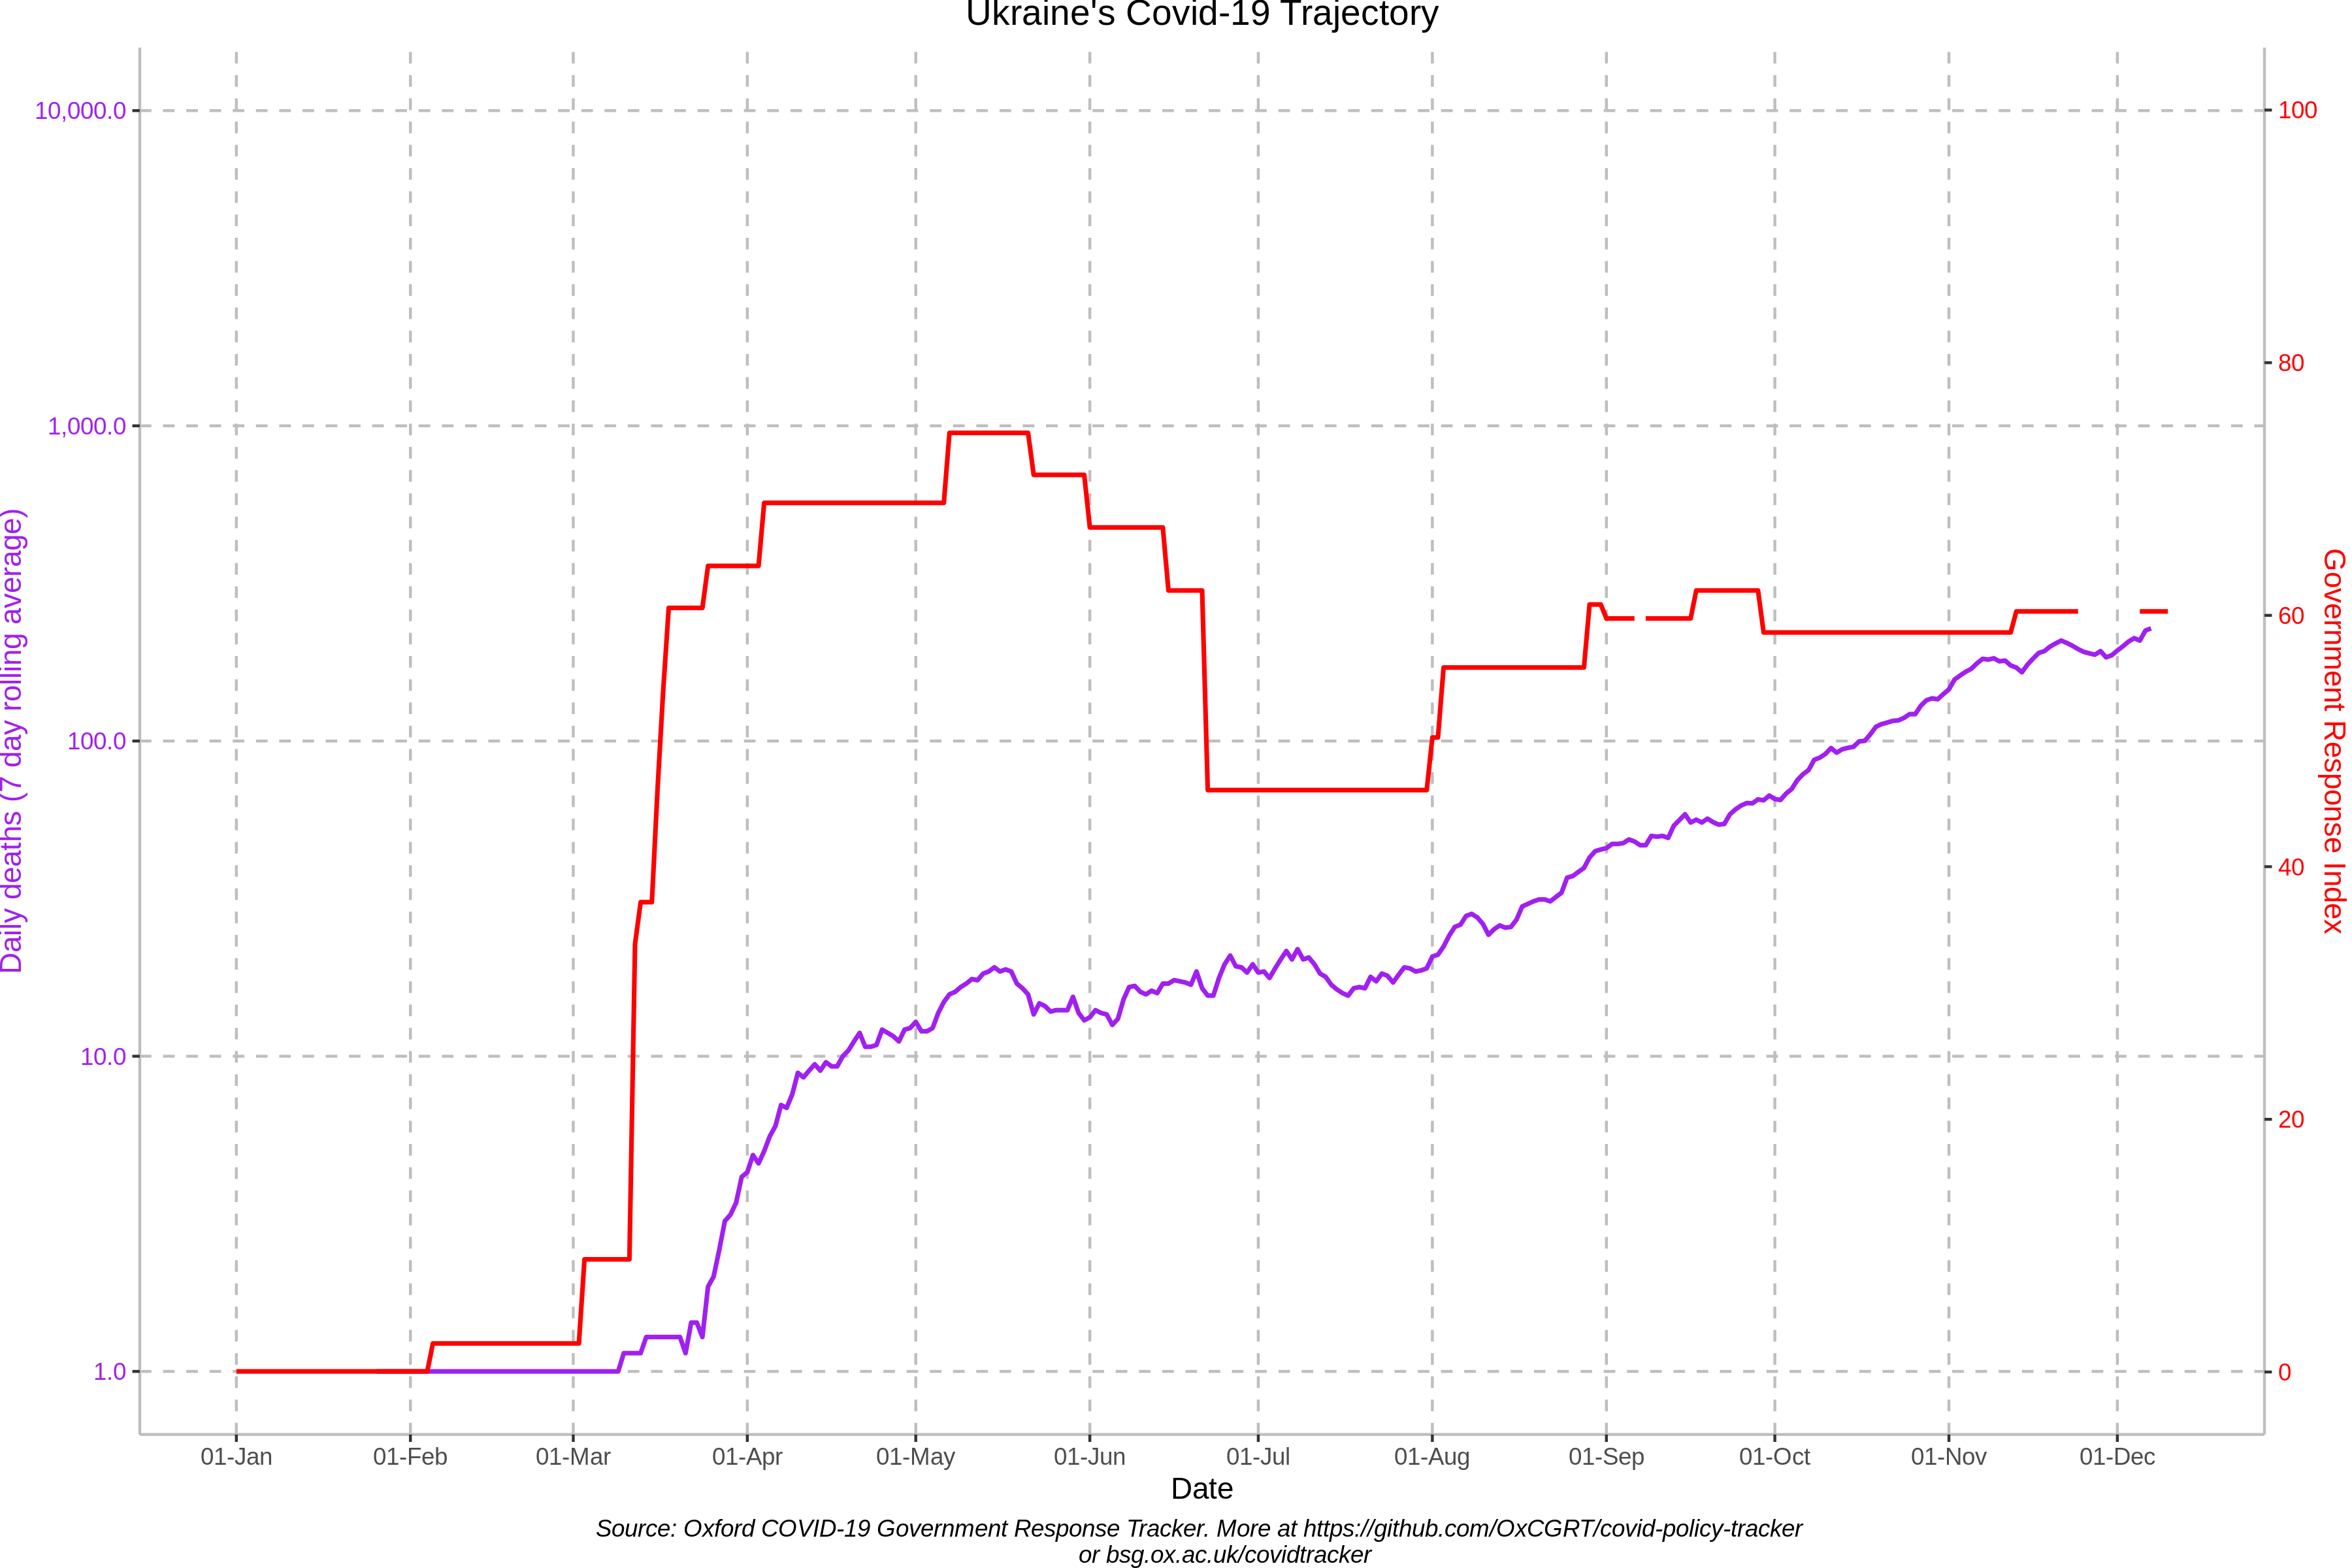 Ukraine's Covid-19 Trajectory
10,000.0
1,000.0
100.0
10.0
1.0
Daily deaths (7 day rolling average)
100
80
60
40
20
0
Government Response Index
01-Jan 01-Feb 01-Mar 01-Apr 01-May 01-Jun 01-Jul 01-Aug 01-Sep 01-Oct 01-Nov 01-Dec
Date
Source: Oxford COVID-19 Government Response Tracker. More at https://github.com/OxCGRT/covid-policy-tracker
or bsg.ox.ac.uk/covidtracker